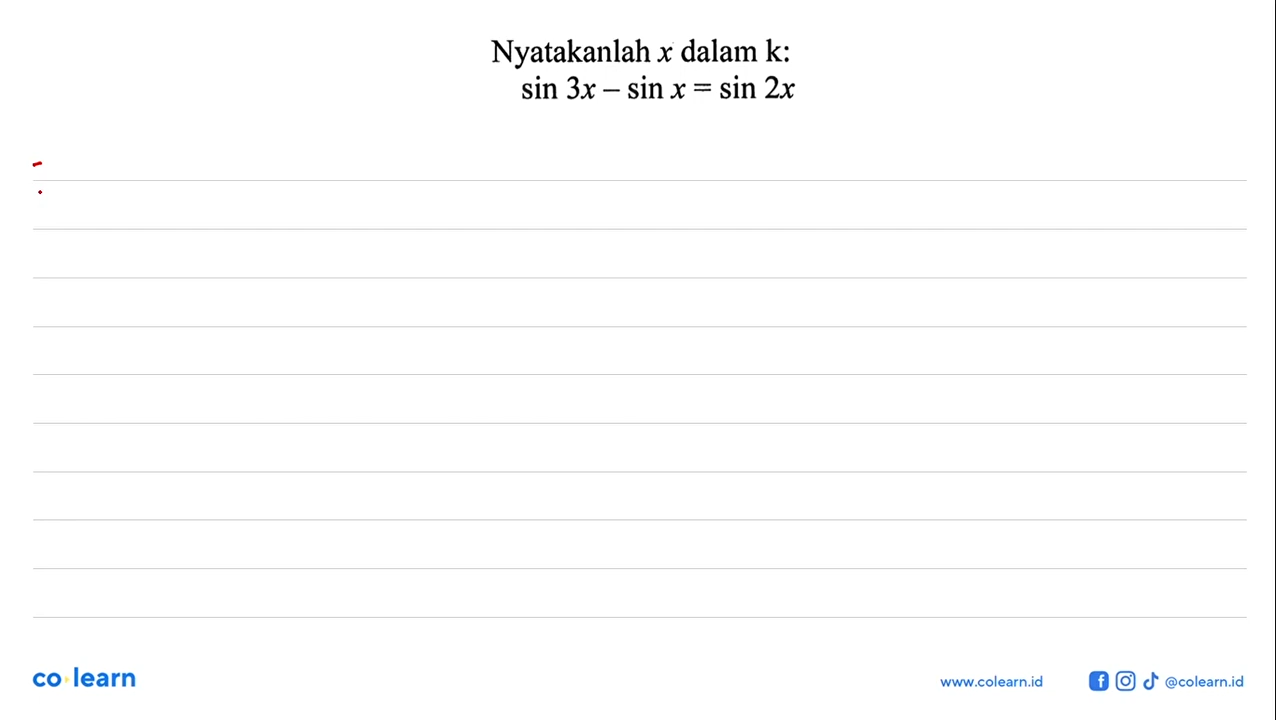 Nyatakanlah x dalam k:
sin 3x – sin x = sin 2x
co learn
www.colearn.id
@colearn.id